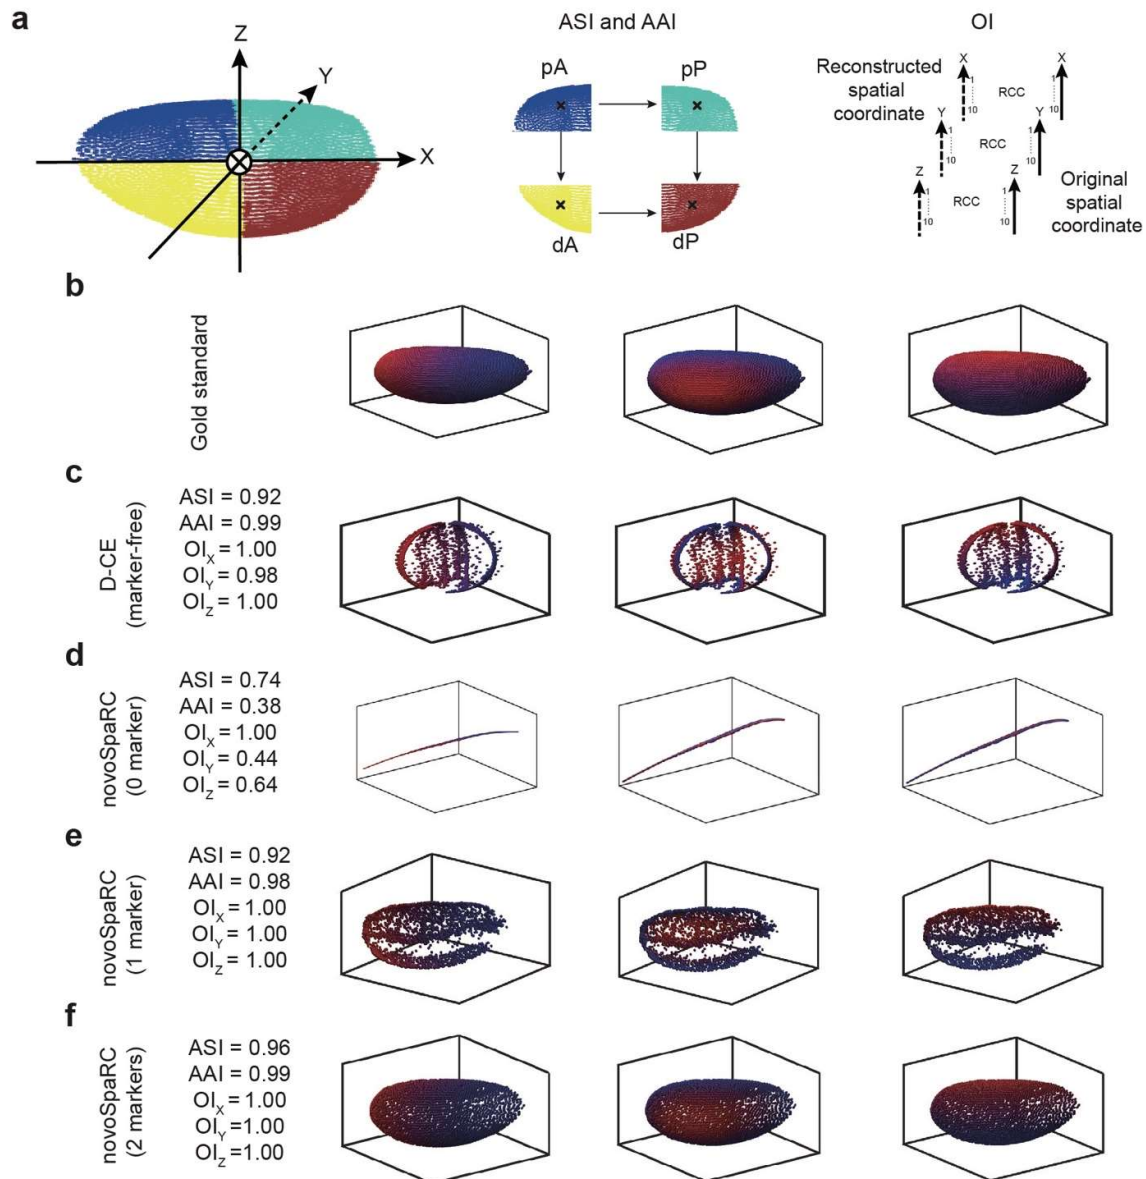 a
Z
Y
X
ASI and AAI
pA
pP
dA
dP
OI
Reconstructed
spatial
coordinate
X
X
1
1
RCC
10
10
Y
Y
1
1
RCC
10
10
Z
Z
1
1
RCC
10
10
Original
spatial
coordinate
b
Gold standard
c
D-CE
(marker-free)
ASI = 0.92
AAI = 0.99
OIX = 1.00
OIY = 0.98
OIZ = 1.00
d
novoSpaRC
(0 marker)
ASI = 0.74
AAI = 0.38
OIX = 1.00
OIY = 0.44
OIZ = 0.64
e
novoSpaRC
(1 marker)
ASI = 0.92
AAI = 0.98
OIX = 1.00
OIY = 1.00
OIZ = 1.00
f
novoSpaRC
(2 markers)
ASI = 0.96
AAI = 0.99
OIX =1.00
OIY =1.00
OIZ =1.00